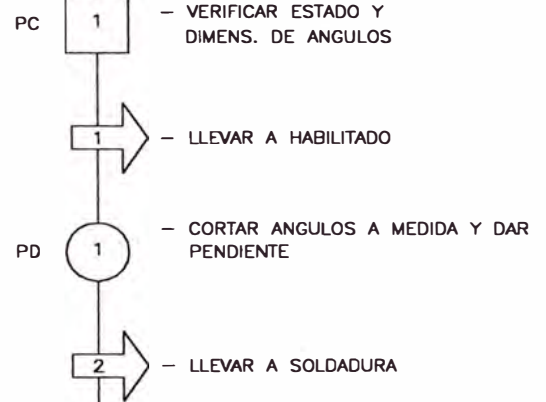 PC 1 – VERIFICAR ESTADO Y
DIMENS. DE ANGULOS
1 – LLEVAR A HABILITADO
– CORTAR ANGULOS A MEDIDA Y DAR
PD 1 PENDIENTE
2 – LLEVAR A SOLDADURA